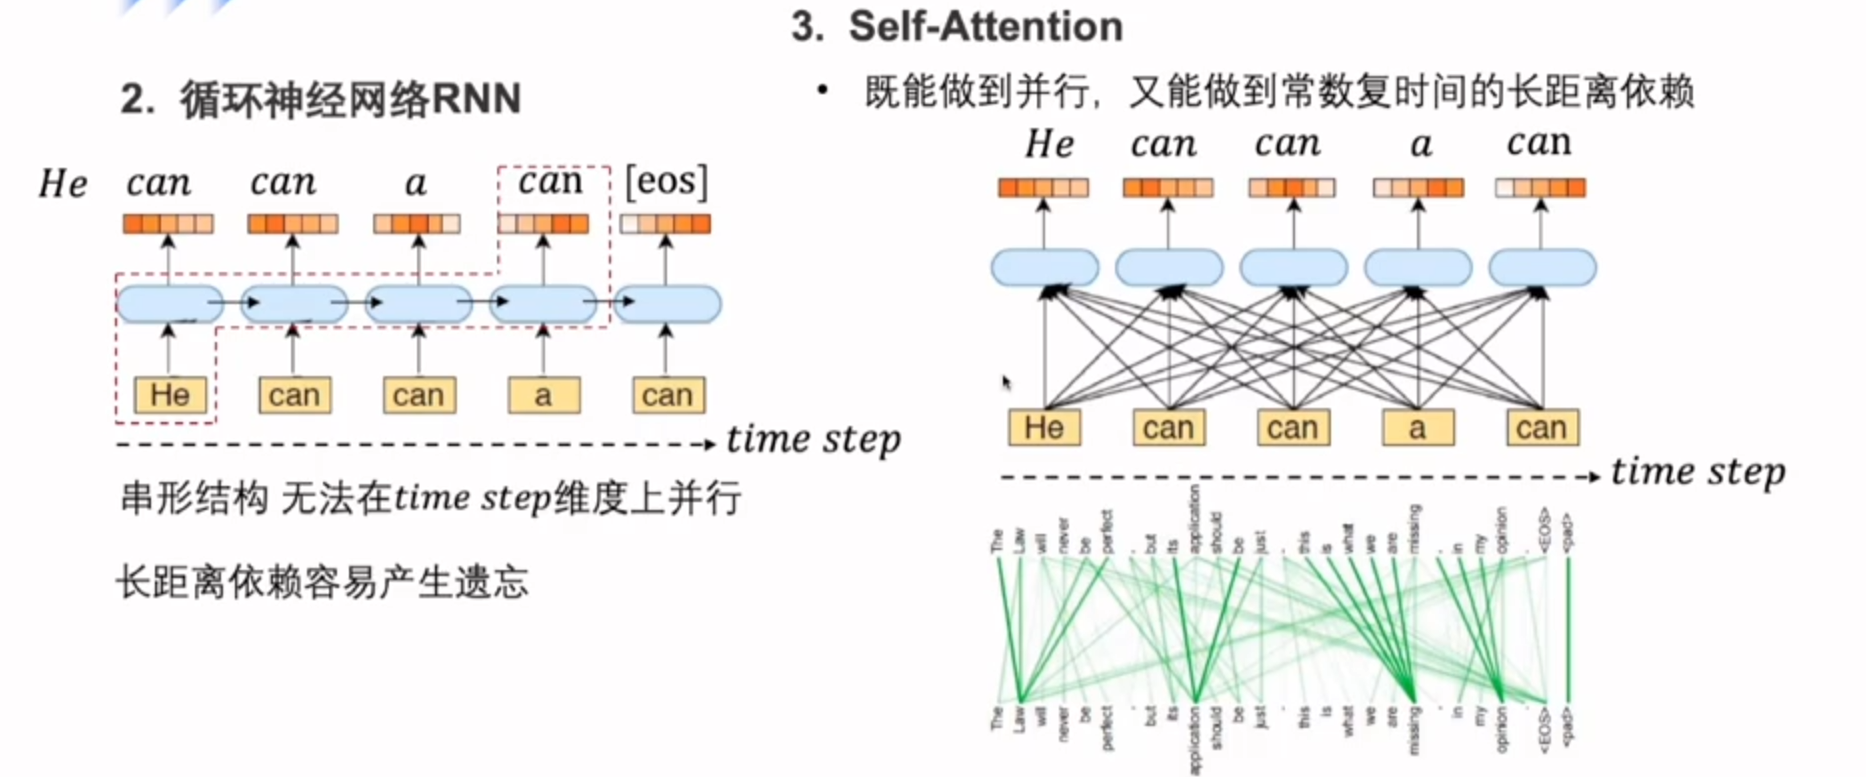 2. 循环神经网络RNN
He can can a can [eos]
He can can a can
time step
串形结构 无法在time step维度上并行
长距离依赖容易产生遗忘
3. Self-Attention
• 既能做到并行，又能做到常数复时间的长距离依赖
He can can a can
He can can a can
time step
The Law will never be perfect , but its application should be just - this is what we are missing , in my opinion . <EOS> <pad>
The Law will never be perfect , but its application should be just - this is what we are missing , in my opinion . <EOS> <pad>